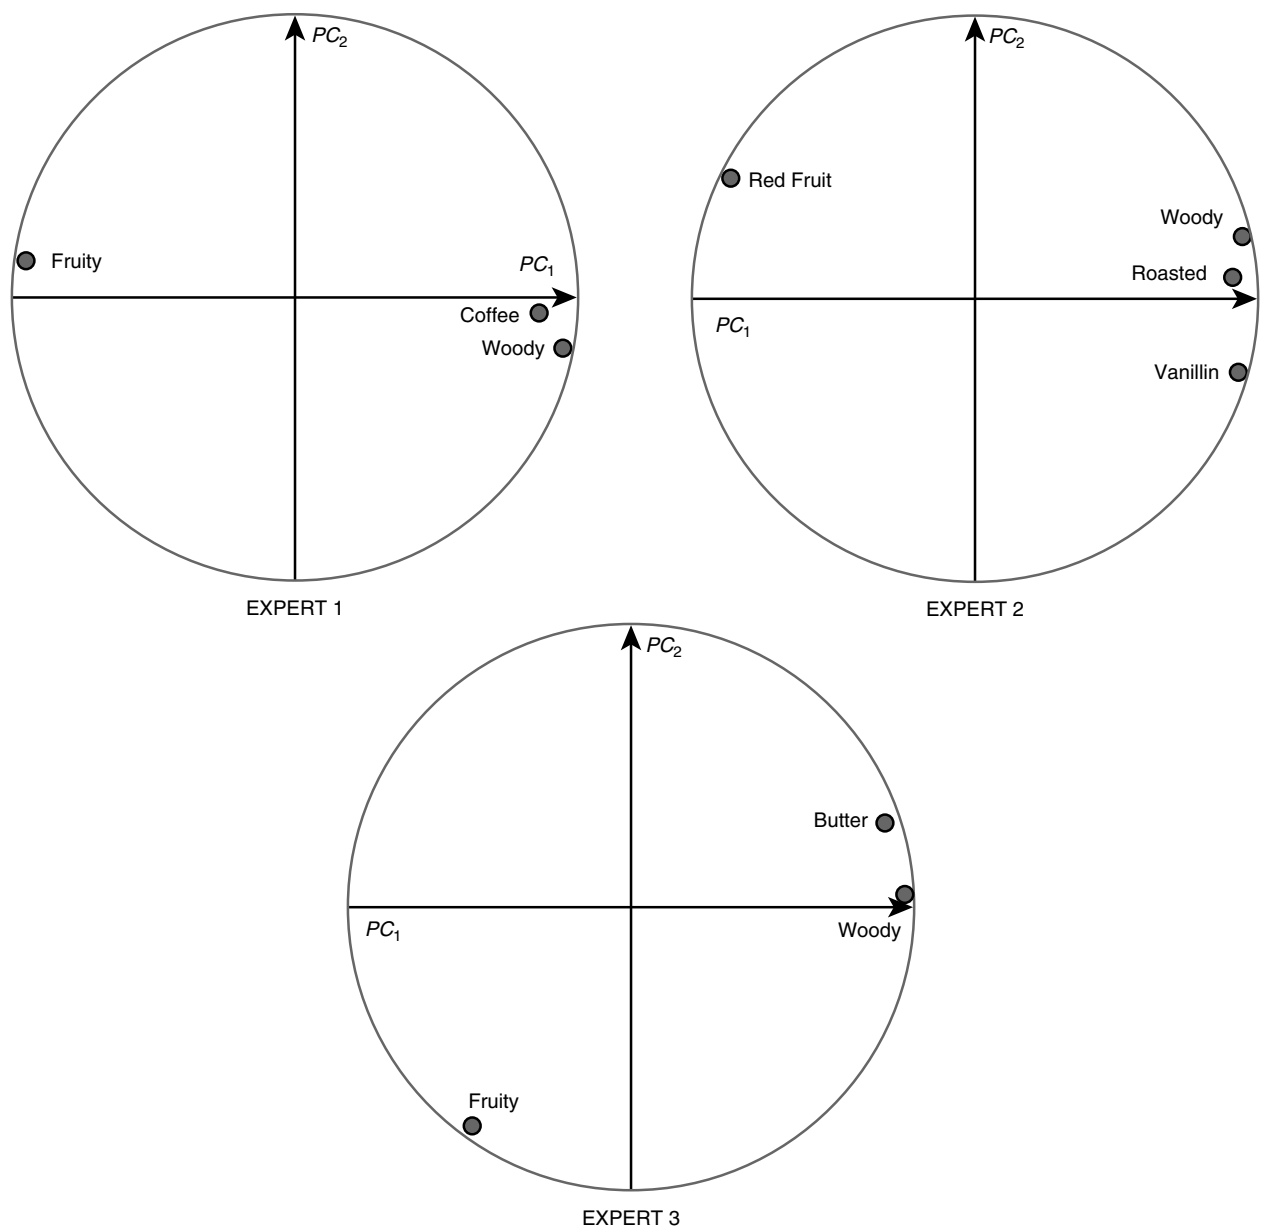 PC2
Fruity
PC1
Coffee
Woody
EXPERT 1
PC2
Red Fruit
Woody
Roasted
PC1
Vanillin
EXPERT 2
PC2
Butter
PC1
Woody
Fruity
EXPERT 3